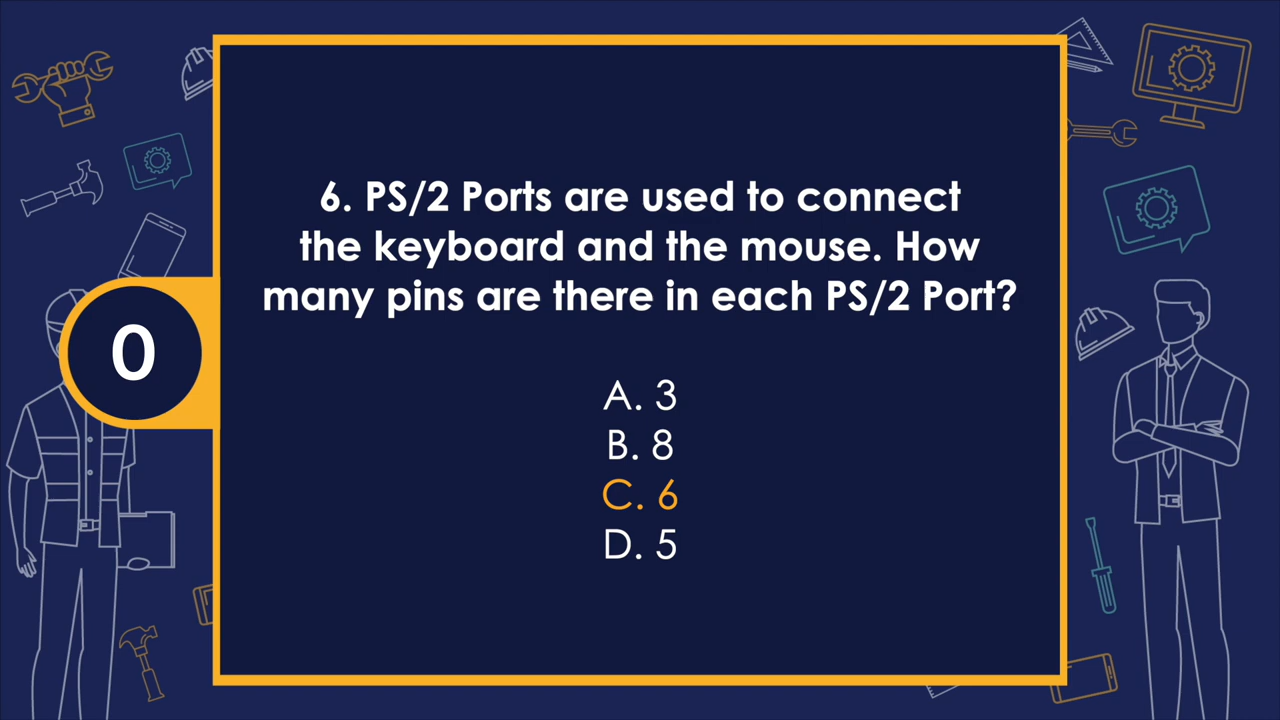 6. PS/2 Ports are used to connect
the keyboard and the mouse. How
many pins are there in each PS/2 Port?
0
A. 3
B. 8
C. 6
D. 5